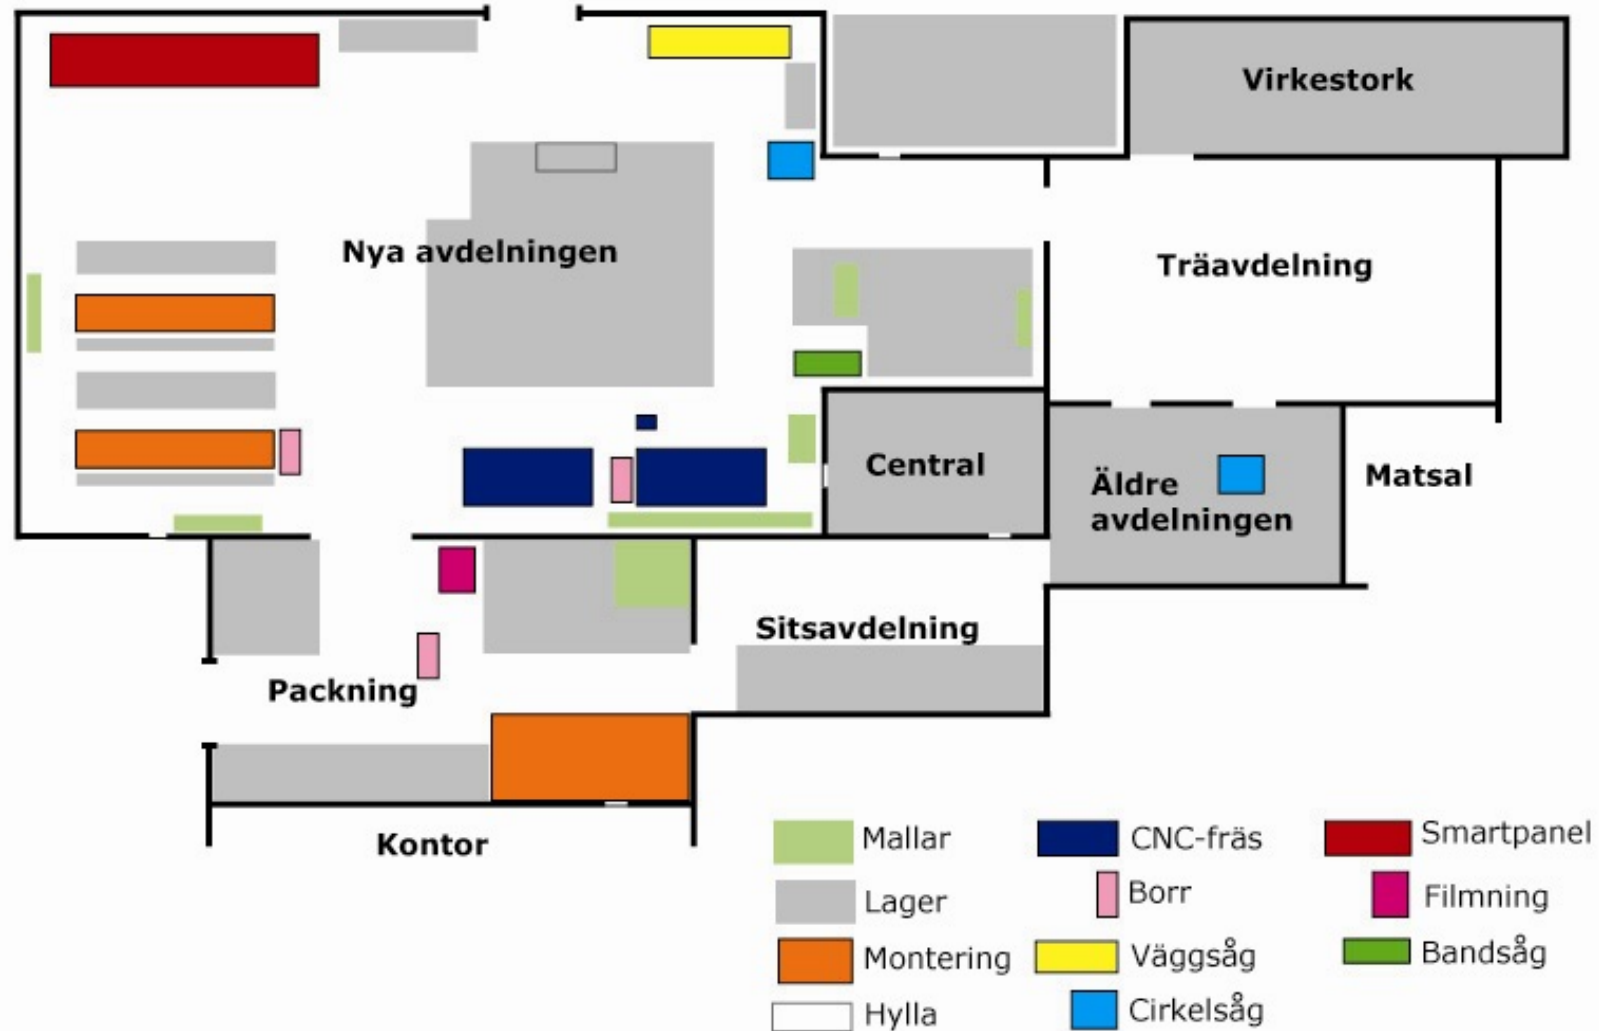 Virkestork
Nya avdelningen
Träavdelning
Central
Äldre
avdelningen
Matsal
Sitsavdelning
Packning
Kontor
Mallar
CNC-fräs
Smartpanel
Lager
Borr
Filmning
Montering
Väggsåg
Bandsåg
Hylla
Cirkelsåg